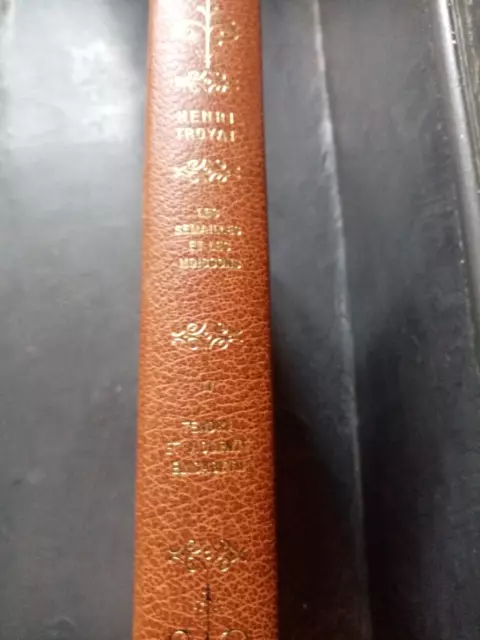 HENRI
TROYAT
LES
SEMAILLES
ET LES
MOISSONS
TENDRE
ET VIOLENTE
ELISABETH